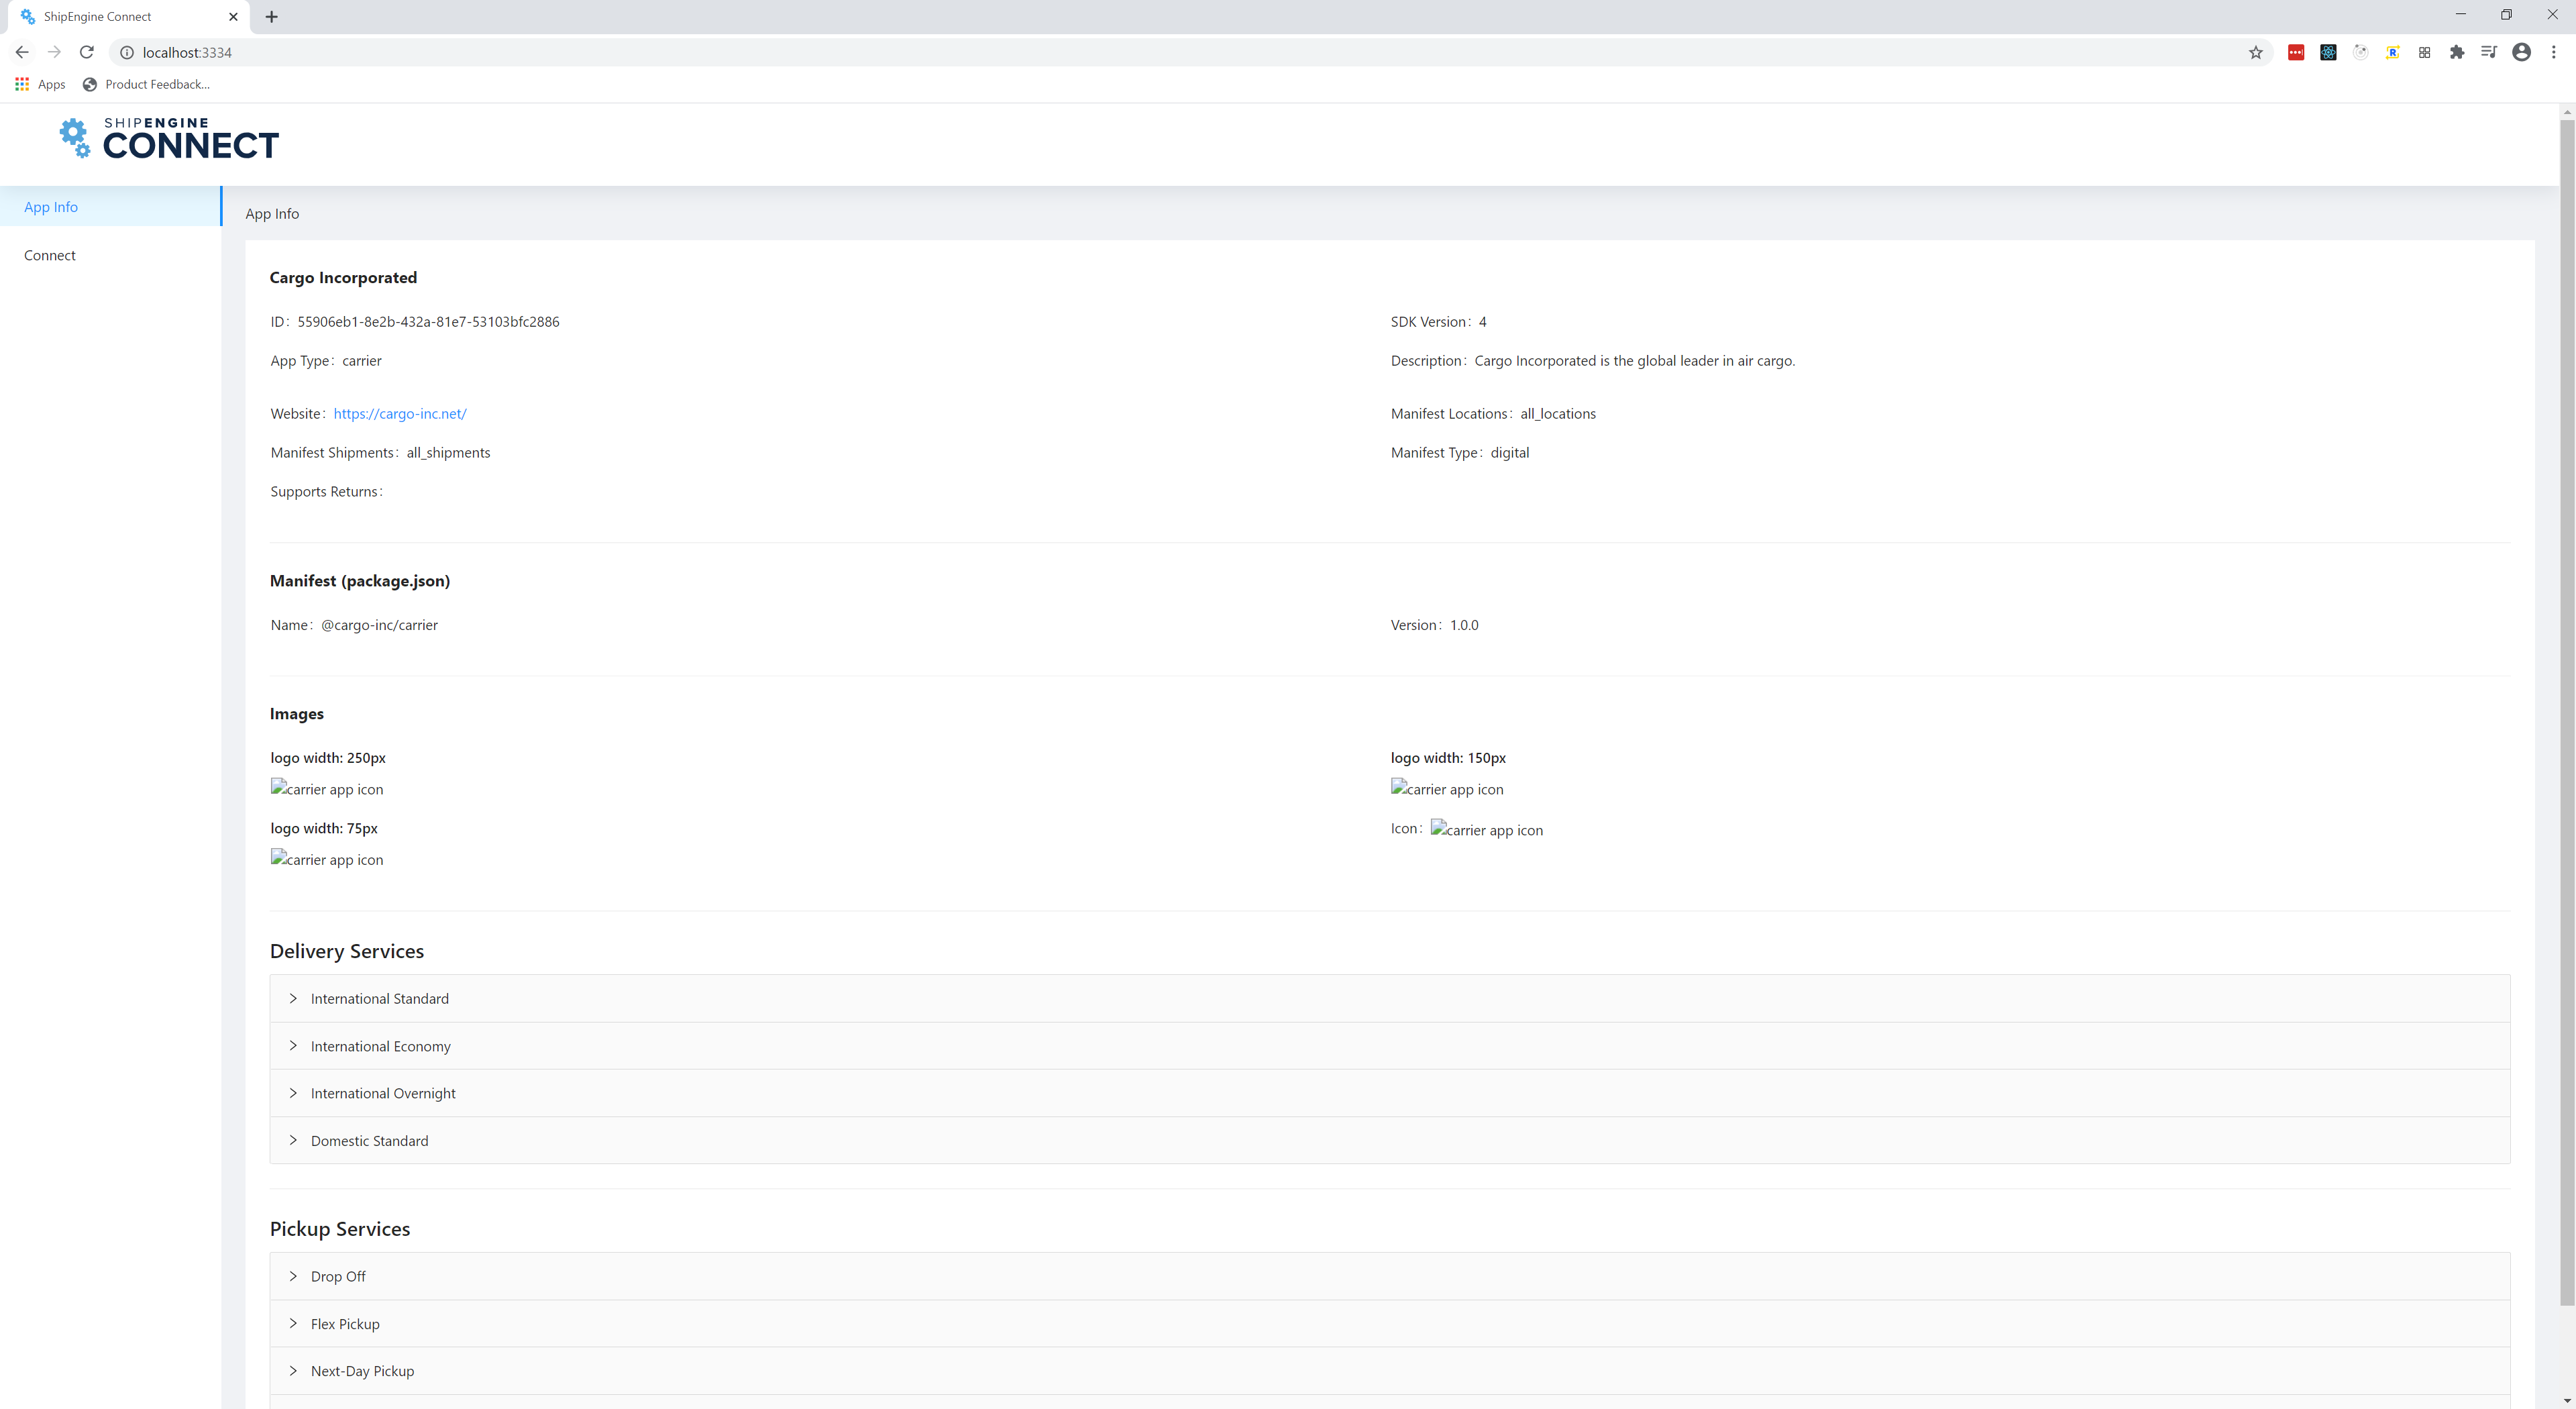 ShipEngine Connect
localhost:3334
Apps
Product Feedback...
SHIPENGINE
CONNECT
App Info
Connect
App Info
Cargo Incorporated
ID: 55906eb1-8e2b-432a-81e7-53103bfc2886
SDK Version: 4
App Type: carrier
Description: Cargo Incorporated is the global leader in air cargo.
Website: https://cargo-inc.net/
Manifest Locations: all_locations
Manifest Shipments: all_shipments
Manifest Type: digital
Supports Returns:
Manifest (package.json)
Name: @cargo-inc/carrier
Version: 1.0.0
Images
logo width: 250px
logo width: 150px
carrier app icon
carrier app icon
logo width: 75px
Icon: carrier app icon
carrier app icon
Delivery Services
International Standard
International Economy
International Overnight
Domestic Standard
Pickup Services
Drop Off
Flex Pickup
Next-Day Pickup